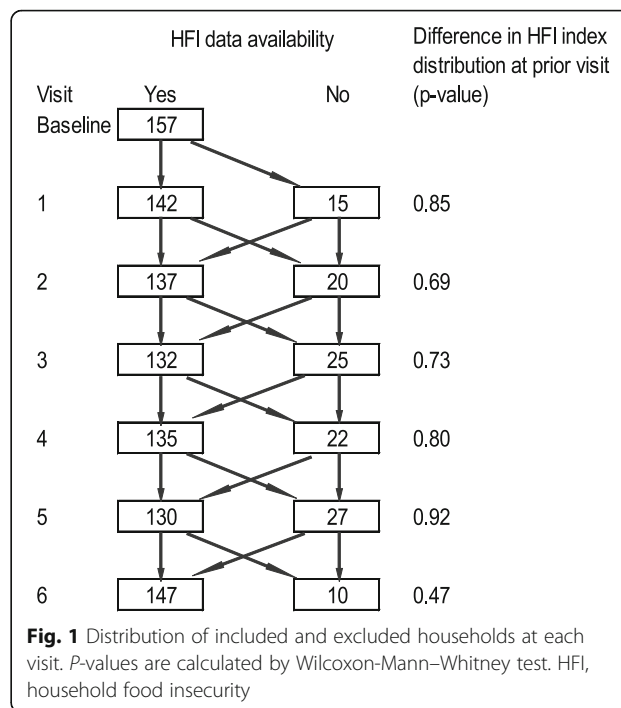 HFI data availability
Difference in HFI index
distribution at prior visit
(p-value)
Visit Yes No
Baseline 157
1 142 15 0.85
2 137 20 0.69
3 132 25 0.73
4 135 22 0.80
5 130 27 0.92
6 147 10 0.47
Fig. 1 Distribution of included and excluded households at each
visit. P-values are calculated by Wilcoxon-Mann–Whitney test. HFI,
household food insecurity